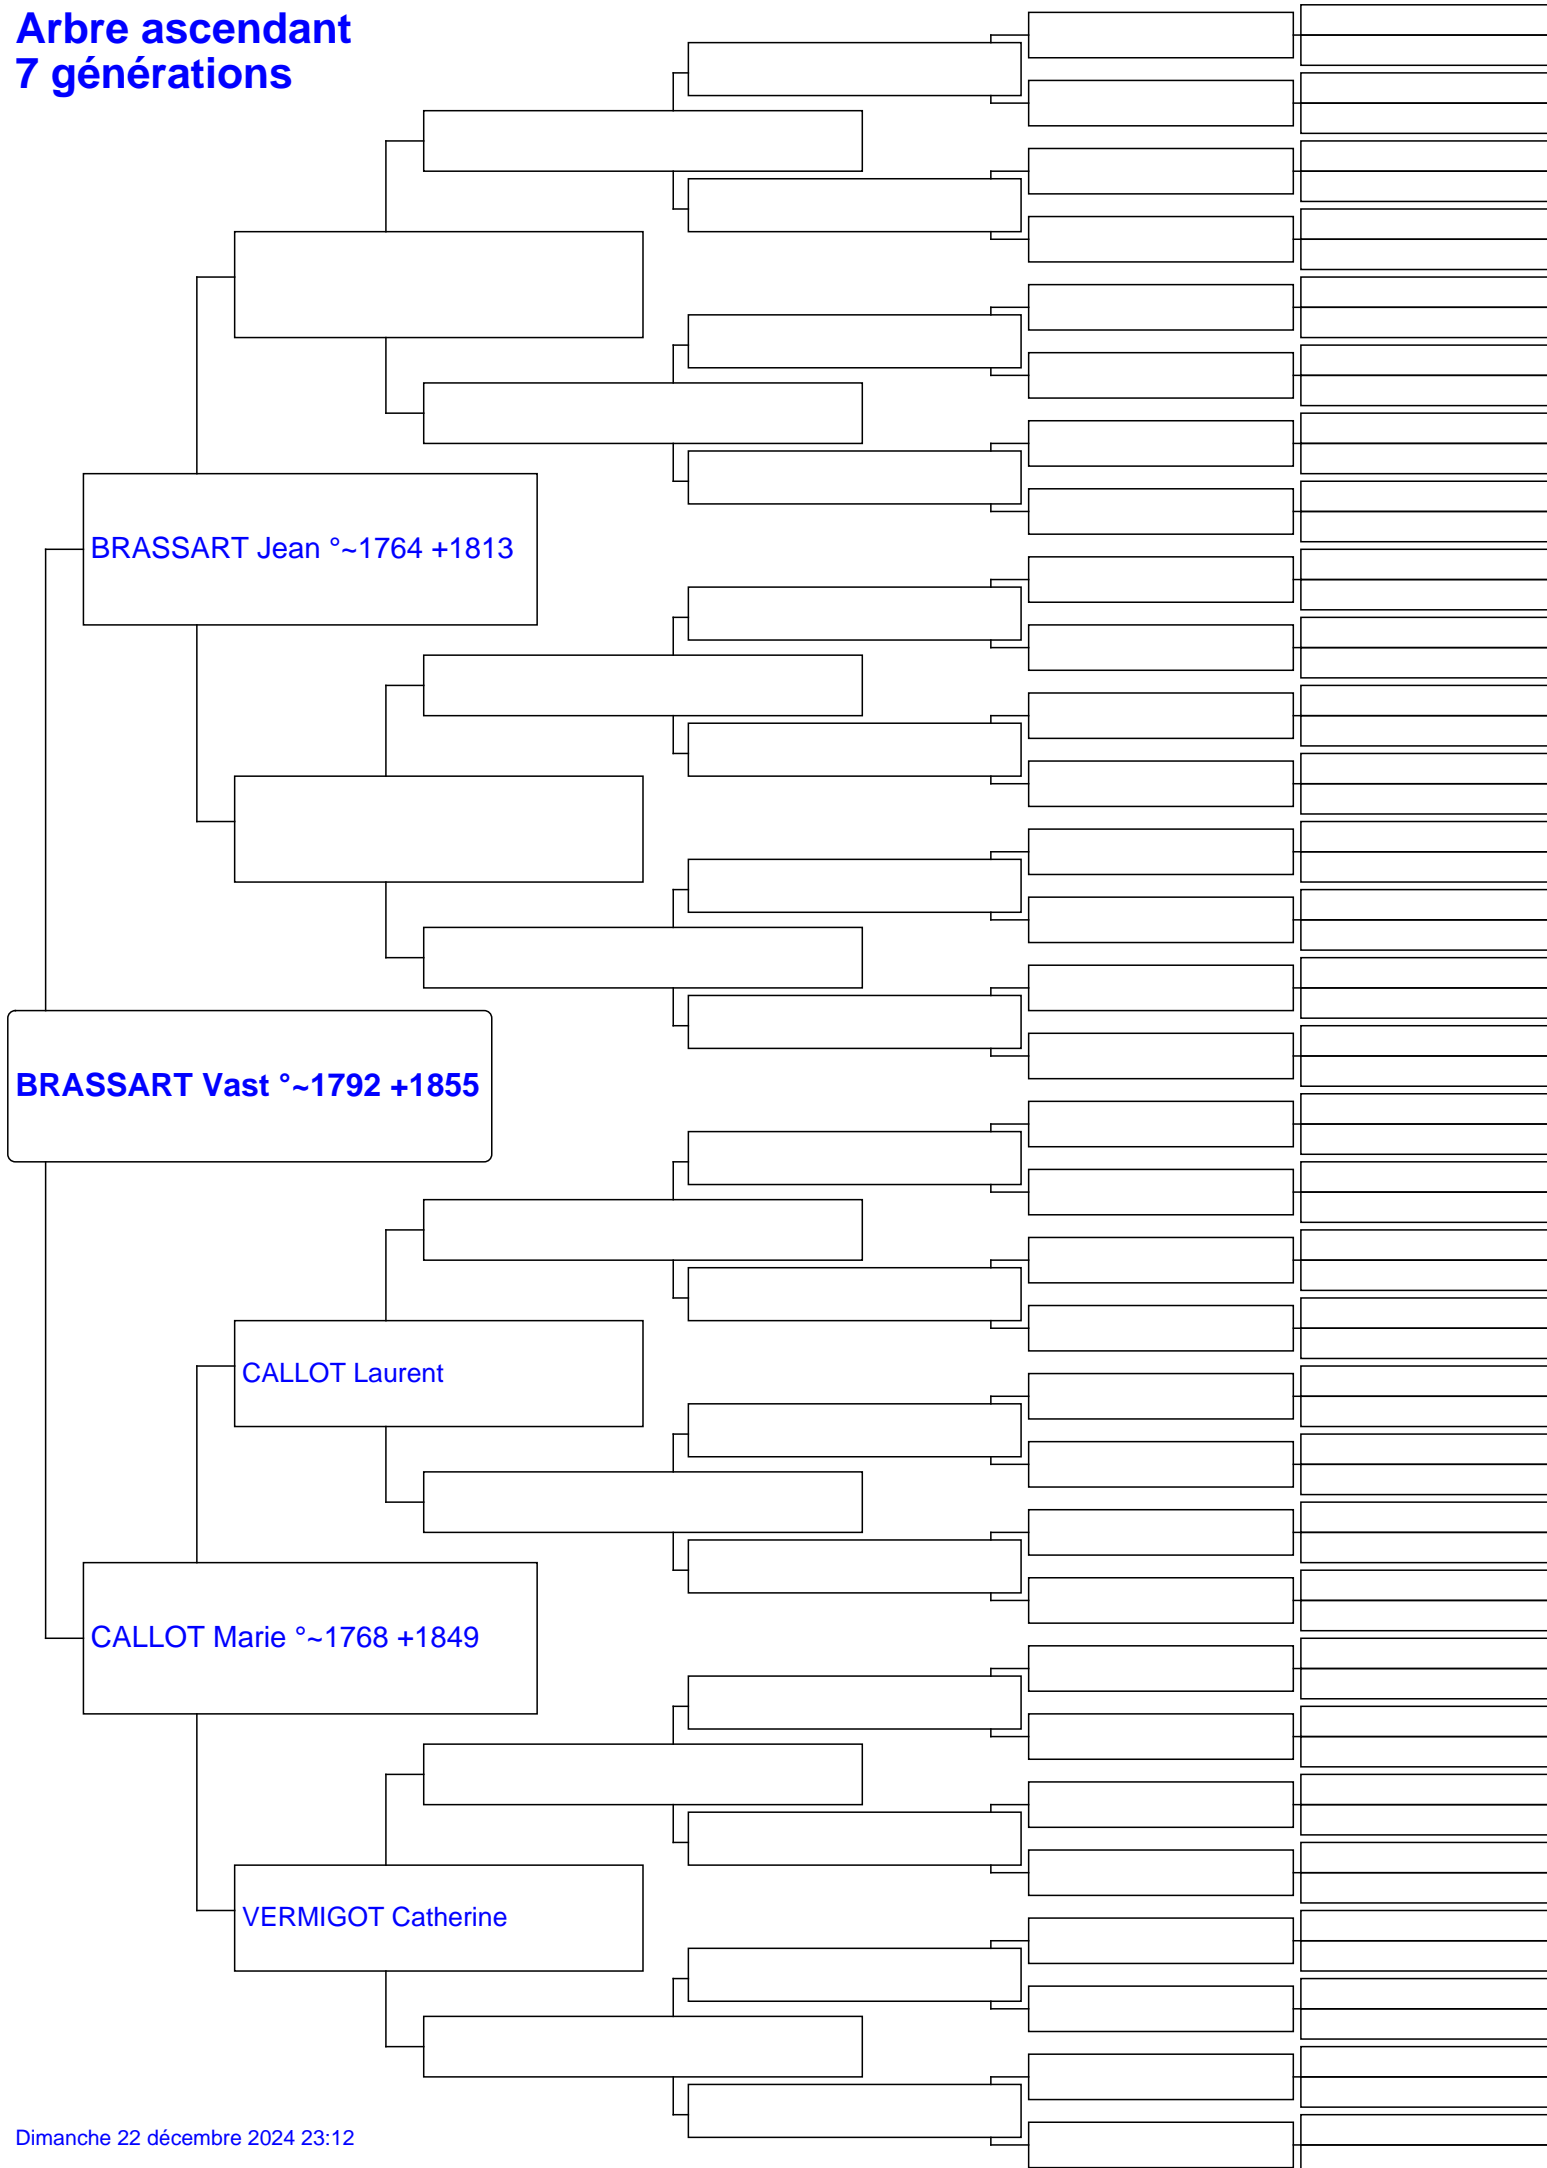 Arbre ascendant
7 générations
BRASSART Jean °~1764 +1813
BRASSART Vast °~1792 +1855
CALLOT Laurent
CALLOT Marie °~1768 +1849
VERMIGOT Catherine
Dimanche 22 décembre 2024 23:12